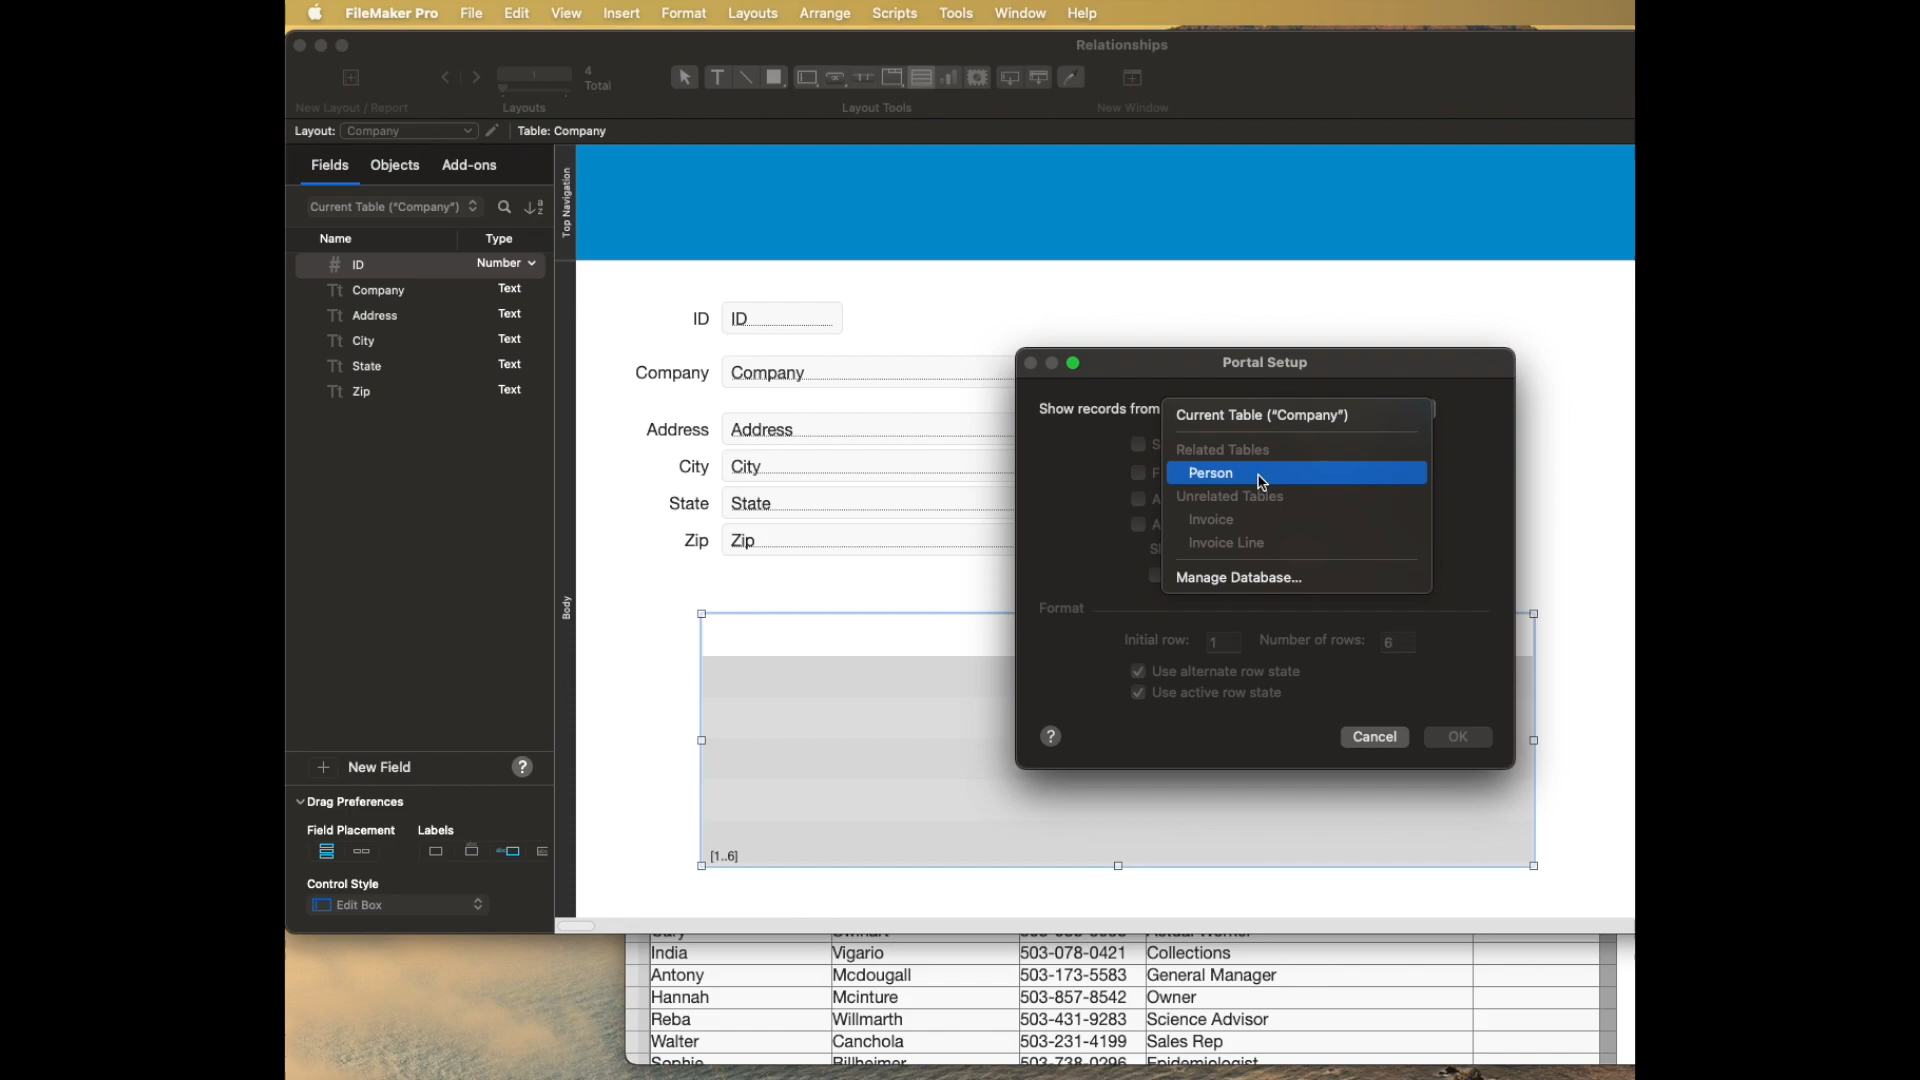 FileMaker Pro File Edit View Insert Format Layouts Arrange Scripts Tools Window Help
Relationships
1
4
Total
New Layout / Report
Layouts
Layout Tools
New Window
Layout: Company
Table: Company
Fields Objects Add-ons
Current Table ("Company")
Name Type
ID Number
Company Text
Address Text
City Text
State Text
Zip Text
New Field ?
Drag Preferences
Field Placement Labels
Control Style
Edit Box
Top Navigation
Body
ID ID
Company Company
Address Address
City City
State State
Zip Zip
[1..6]
Portal Setup
Show records from
Current Table ("Company")
Related Tables
Person
Unrelated Tables
Invoice
Invoice Line
Manage Database...
Format
Initial row: 1 Number of rows: 6
Use alternate row state
Use active row state
? Cancel OK
India Vigario 503-078-0421 Collections
Antony Mcdougall 503-173-5583 General Manager
Hannah Mcinture 503-857-8542 Owner
Reba Willmarth 503-431-9283 Science Advisor
Walter Canchola 503-231-4199 Sales Rep
Sophie Billheimer 503-738-0296 Epidemiologist